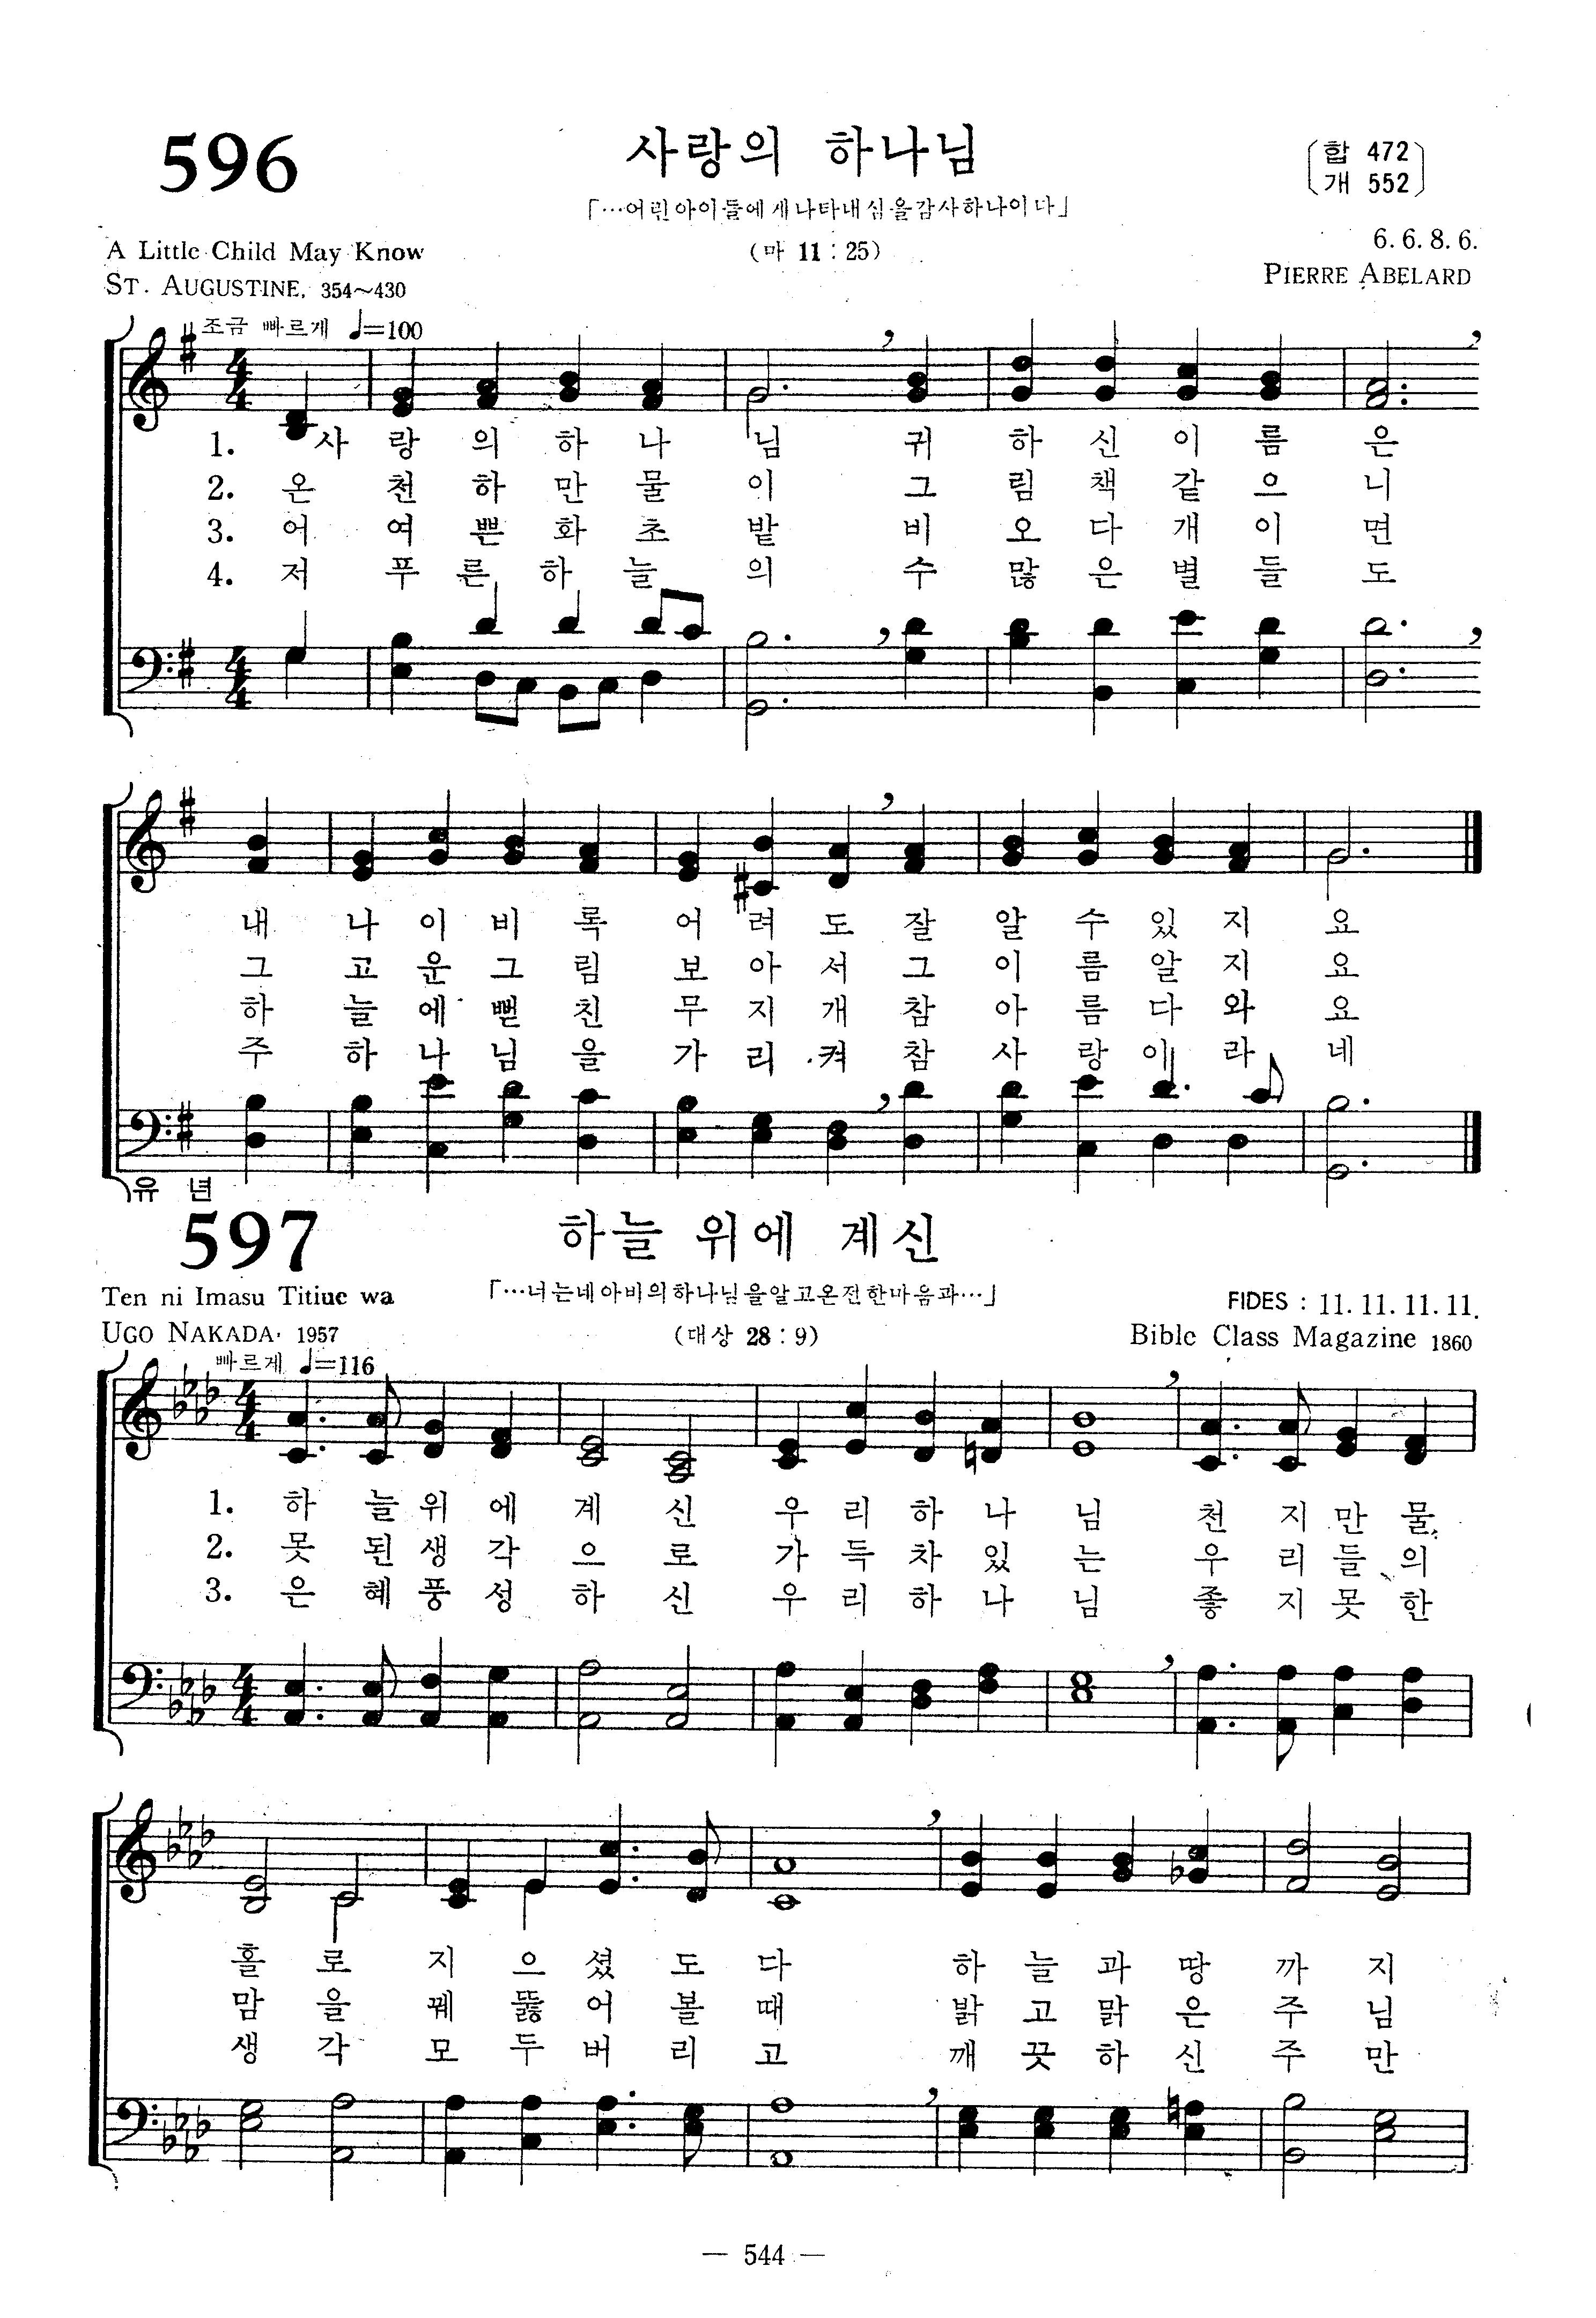 596
사랑의 하나님
합 472
개 552
「…어린아이들에게나타내심을감사하나이다」
A Little Child May Know
(마 11 : 25)
6. 6. 8. 6.
ST. AUGUSTINE, 354~430
PIERRE ABELARD
조금 빠르게 ♩=100
1. 사 랑 의 하 나 님 귀 하 신 이 름 은
2. 온 천 하 만 물 이 그 림 책 같 으 니
3. 어 여 쁜 화 초 밭 비 오 다 개 이 면
4. 저 푸 른 하 늘 의 수 많 은 별 들 도
내 나 이 비 록 어 려 도 잘 알 수 있 지 요
그 고 운 그 림 보 아 서 그 이 름 알 지 요
하 늘 에 뻗 친 무 지 개 참 아 름 다 와 요
주 하 나 님 을 가 리 켜 참 사 랑 이 라 네
유 년
597
하늘 위에 계신
Ten ni Imasu Titiue wa
「…너는네아비의하나님을알고온전한마음과…」
FIDES : 11. 11. 11. 11.
UGO NAKADA, 1957
(대상 28 : 9)
Bible Class Magazine 1860
빠르게 ♩=116
1. 하 늘 위 에 계 신 우 리 하 나 님 천 지 만 물
2. 못 된 생 각 으 로 가 득 차 있 는 우 리 들 의
3. 은 혜 풍 성 하 신 우 리 하 나 님 좋 지 못 한
홀 로 지 으 셨 도 다 하 늘 과 땅 까 지
맘 을 꿰 뚫 어 볼 때 밝 고 맑 은 주 님
생 각 모 두 버 리 고 깨 끗 하 신 주 만
— 544 —